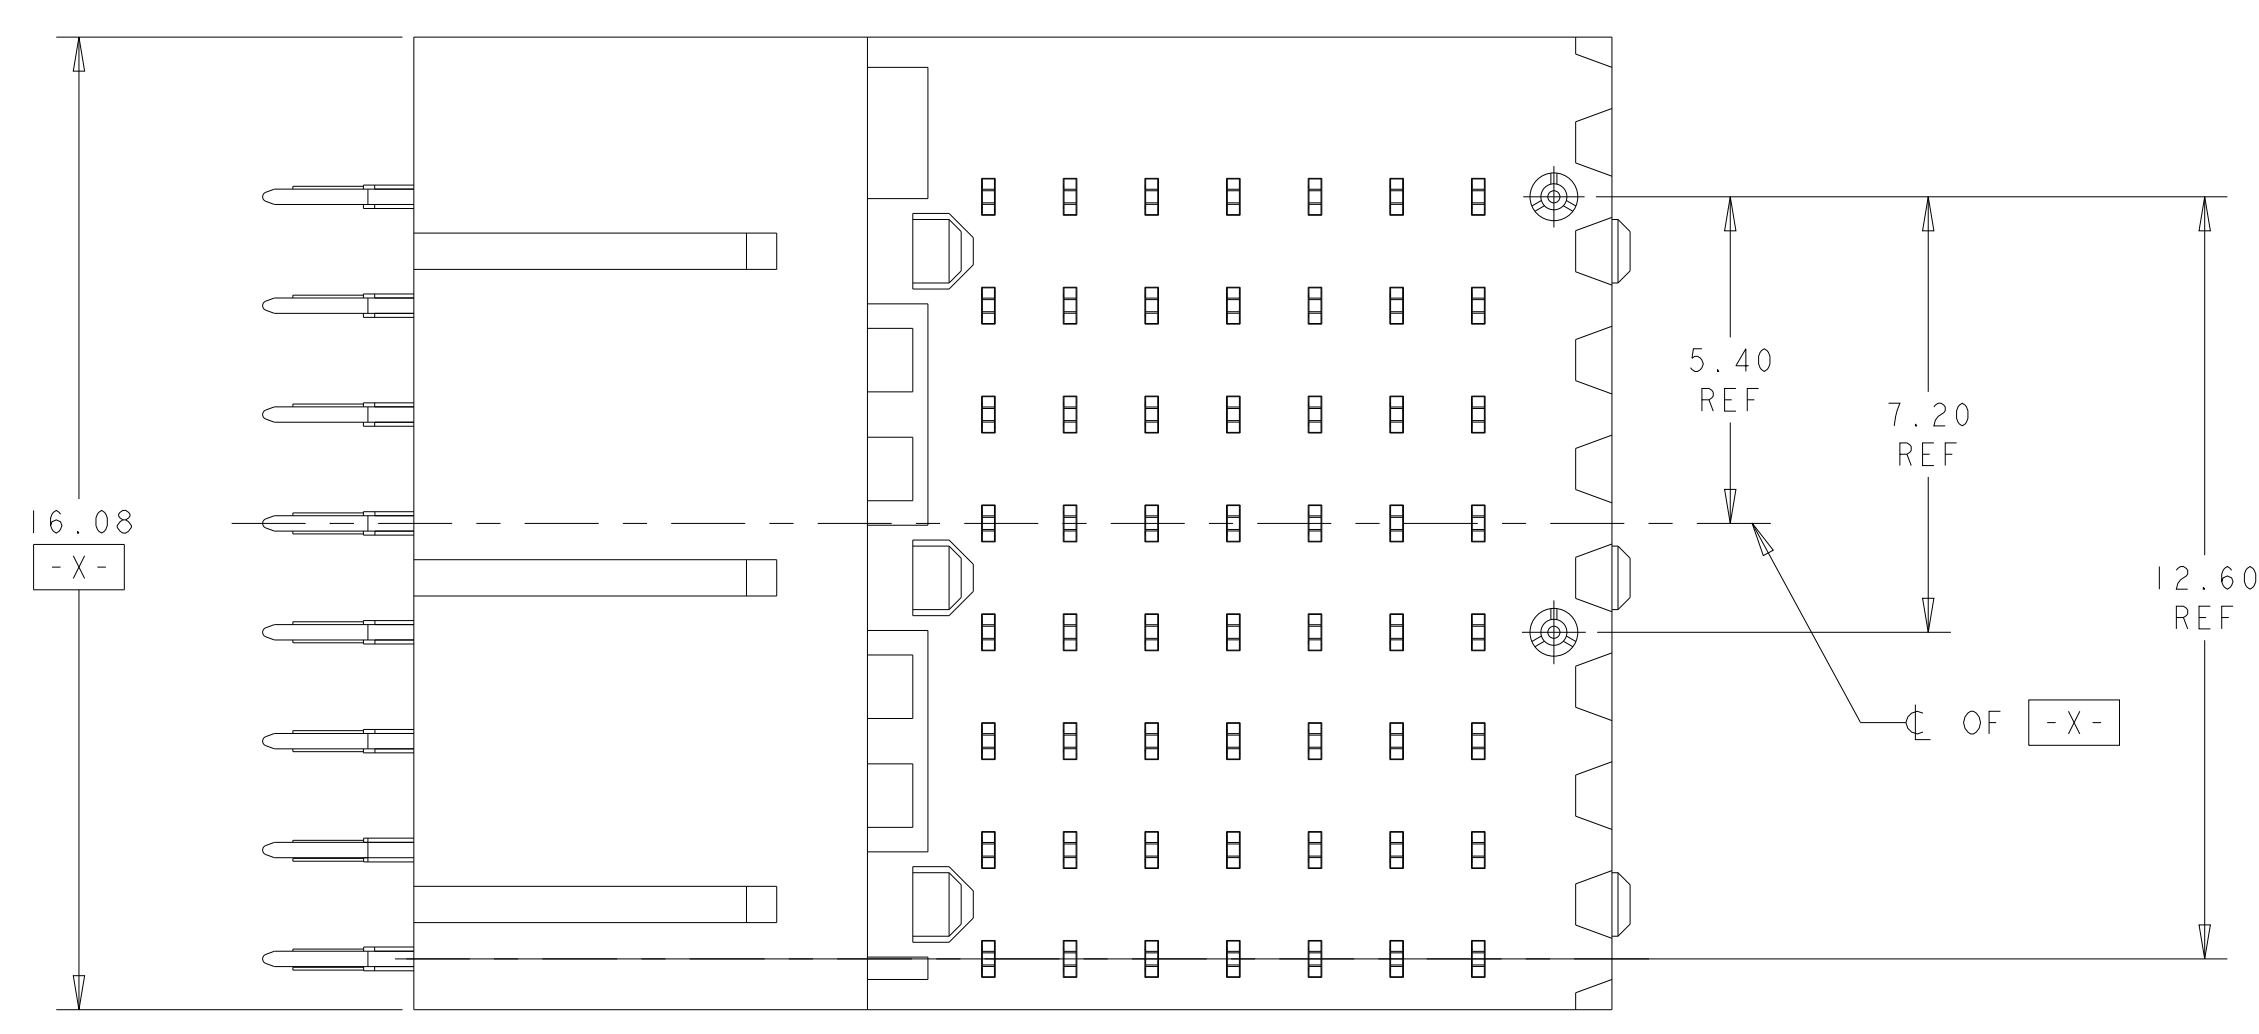 16.08
-X-
5.40
REF
7.20
REF
12.60
REF
℄ OF -X-